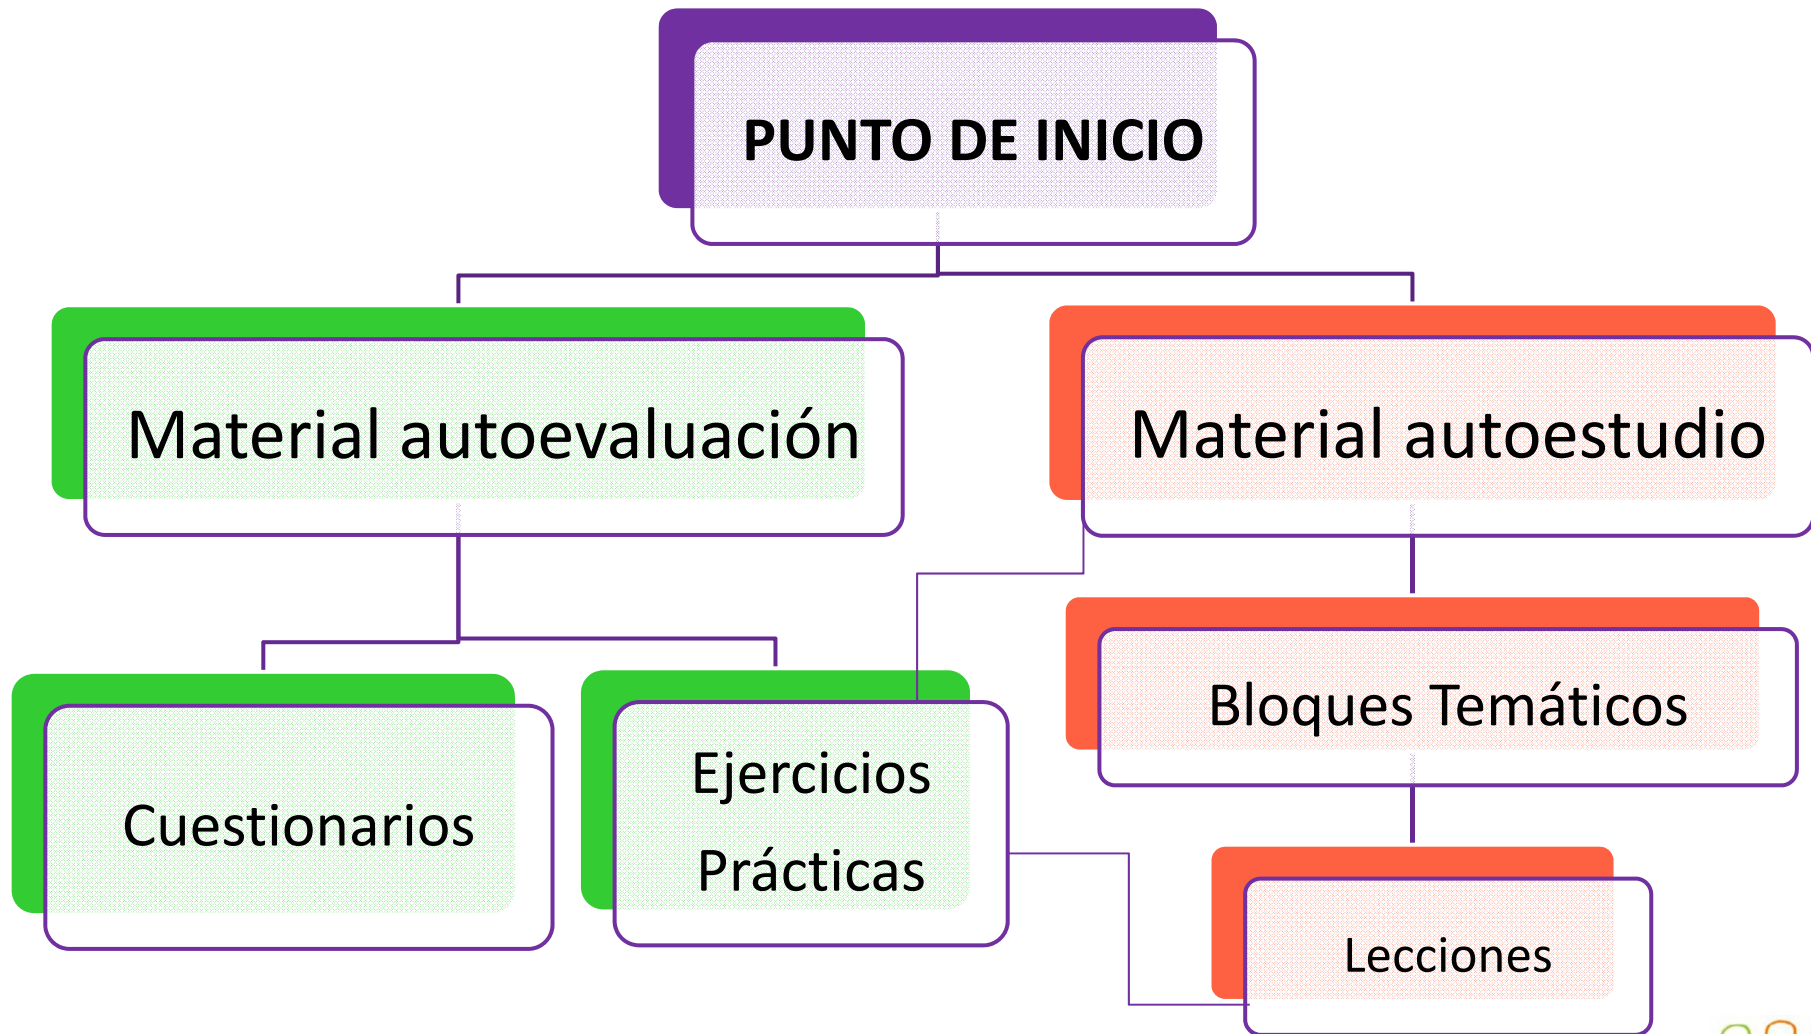 PUNTO DE INICIO
Material autoevaluación
Material autoestudio
Bloques Temáticos
Ejercicios
Prácticas
Cuestionarios
Lecciones